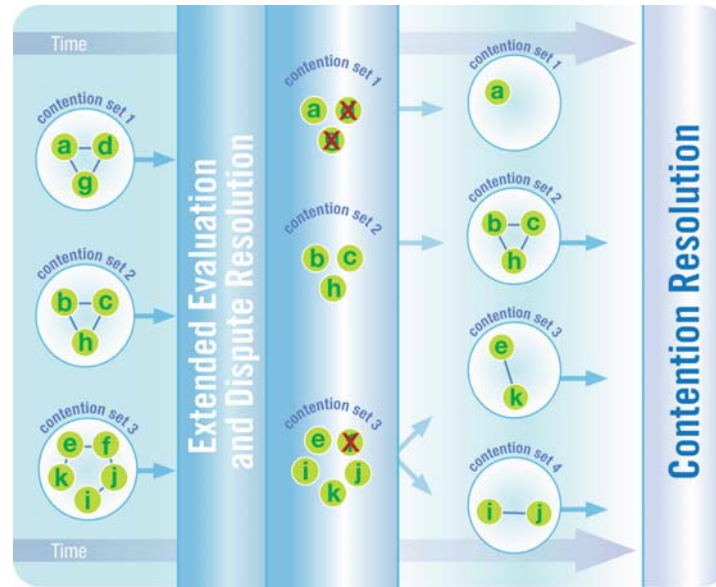 Time
contention set 1
a d
g
contention set 2
b c
h
contention set 3
e f
k j
i
Time
Extended Evaluation
and Dispute Resolution
contention set 1
a
contention set 2
b c
h
contention set 3
e
i j
k
contention set 1
a
contention set 2
b c
h
contention set 3
e
k
contention set 4
i j
Contention Resolution